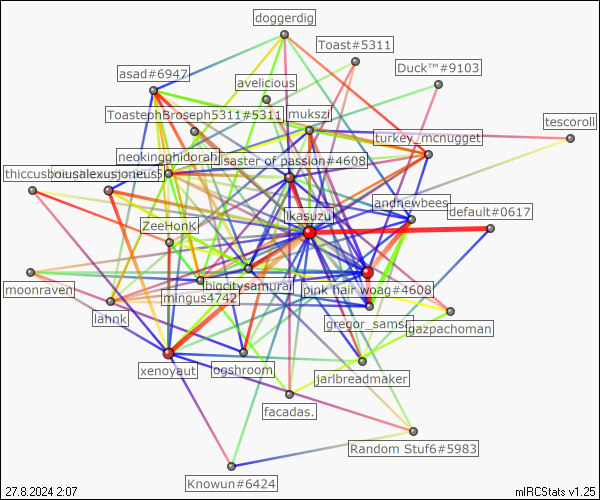 doggerdig
Toast#5311
asad#6947
Duck™#9103
avelicious
ToastephBroseph5311#5311
mukszi
tescoroll
turkey_mcnugget
neokingghidorah
isaster of passion#4608
ZeeHonK
likasuzu
andnewbees
default#0617
moonraven
bigcitysamurai
mingus4742
pink hair woag#4608
lahnk
gregor_samsa
gazpachoman
xenoyaut
ogshroom
jarlbreadmaker
facadas.
Random Stuf6#5983
Knowun#6424
27.8.2024 2:07
mIRCStats v1.25